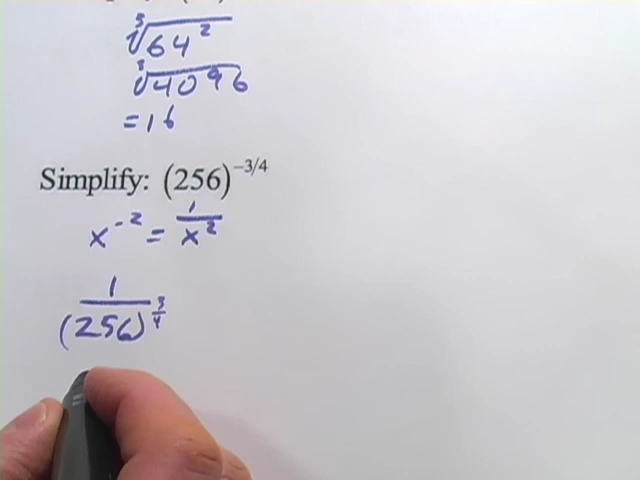 ∛64²
∛4096
=16
Simplify: (256)^−3/4
x⁻² = 1/x²
1/(256)^3/4